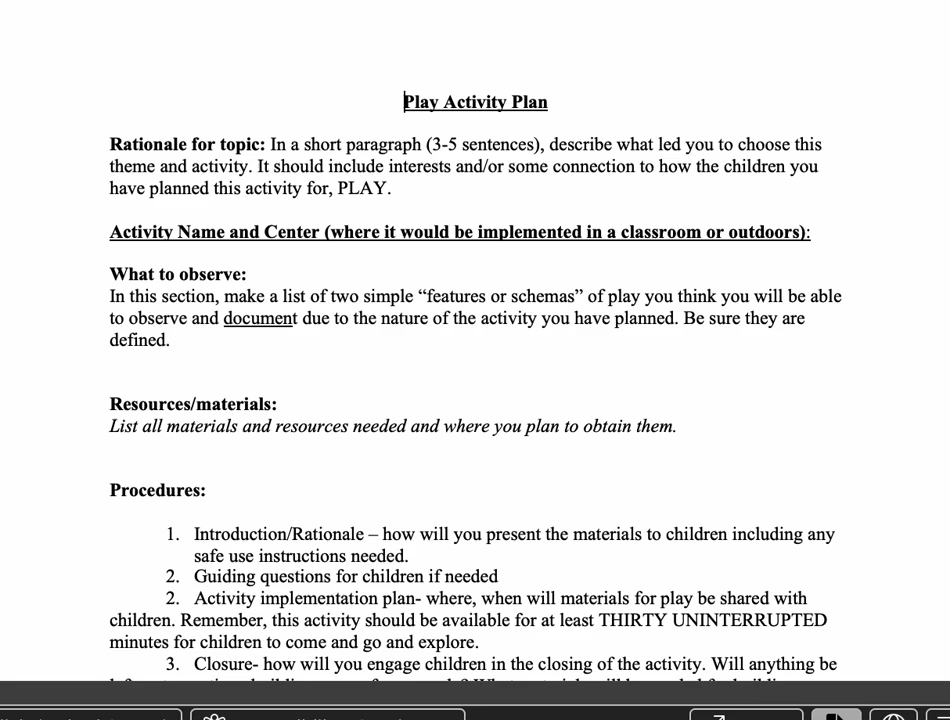 Play Activity Plan
Rationale for topic: In a short paragraph (3-5 sentences), describe what led you to choose this
theme and activity. It should include interests and/or some connection to how the children you
have planned this activity for, PLAY.
Activity Name and Center (where it would be implemented in a classroom or outdoors):
What to observe:
In this section, make a list of two simple “features or schemas” of play you think you will be able
to observe and document due to the nature of the activity you have planned. Be sure they are
defined.
Resources/materials:
List all materials and resources needed and where you plan to obtain them.
Procedures:
1. Introduction/Rationale – how will you present the materials to children including any
safe use instructions needed.
2. Guiding questions for children if needed
2. Activity implementation plan- where, when will materials for play be shared with
children. Remember, this activity should be available for at least THIRTY UNINTERRUPTED
minutes for children to come and go and explore.
3. Closure- how will you engage children in the closing of the activity. Will anything be